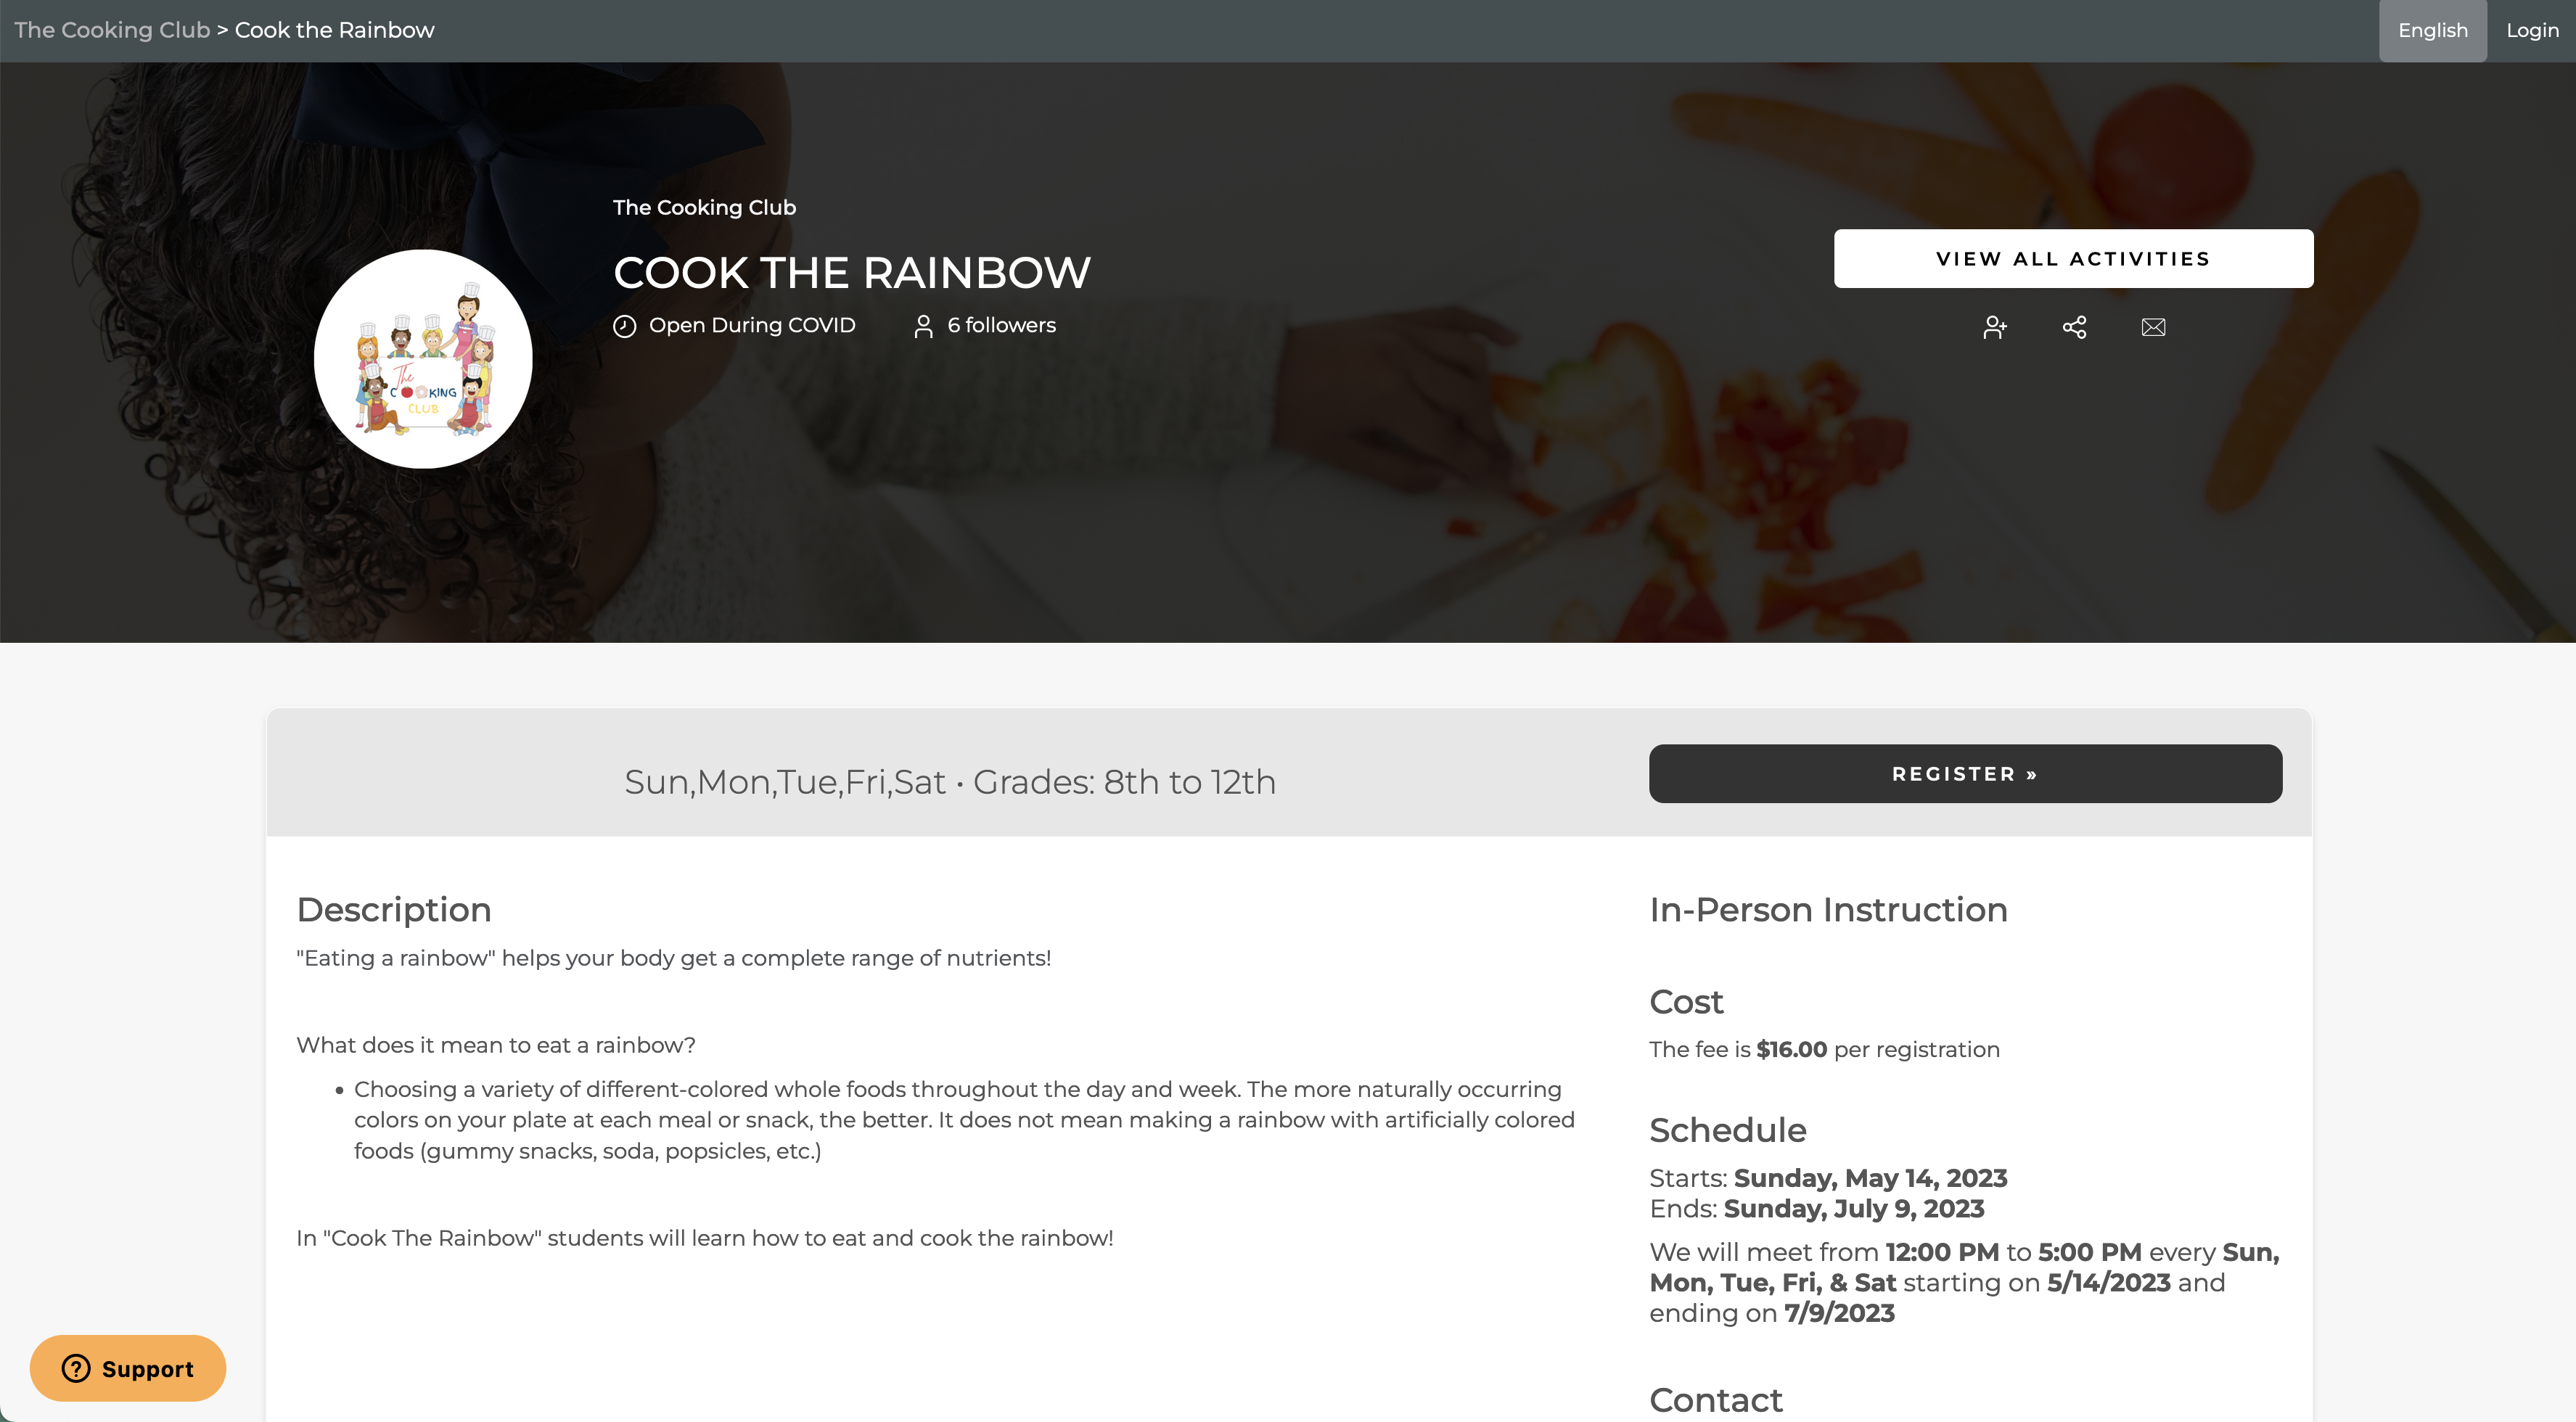 The Cooking Club > Cook the Rainbow
English
Login
The Cooking Club
COOK THE RAINBOW
Open During COVID
6 followers
VIEW ALL ACTIVITIES
The
COOKING
CLUB
Sun,Mon,Tue,Fri,Sat • Grades: 8th to 12th
REGISTER »
Description
"Eating a rainbow" helps your body get a complete range of nutrients!
What does it mean to eat a rainbow?
• Choosing a variety of different-colored whole foods throughout the day and week. The more naturally occurring
colors on your plate at each meal or snack, the better. It does not mean making a rainbow with artificially colored
foods (gummy snacks, soda, popsicles, etc.)
In "Cook The Rainbow" students will learn how to eat and cook the rainbow!
In-Person Instruction
Cost
The fee is $16.00 per registration
Schedule
Starts: Sunday, May 14, 2023
Ends: Sunday, July 9, 2023
We will meet from 12:00 PM to 5:00 PM every Sun,
Mon, Tue, Fri, & Sat starting on 5/14/2023 and
ending on 7/9/2023
Contact
Support